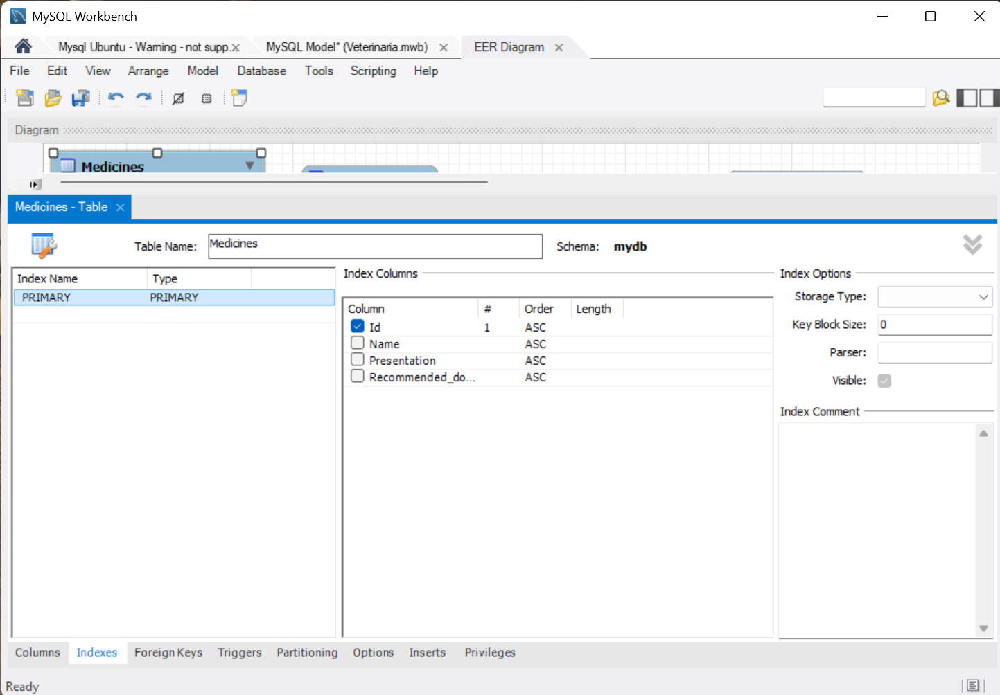 MySQL Workbench
Mysql Ubuntu - Warning - not supp.
MySQL Model* (Veterinaria.mwb)
EER Diagram
File Edit View Arrange Model Database Tools Scripting Help
Diagram
Medicines
Medicines - Table
Table Name: Medicines Schema: mydb
Index Name Type
PRIMARY PRIMARY
Index Columns
Column # Order Length
Id 1 ASC
Name ASC
Presentation ASC
Recommended_do... ASC
Index Options
Storage Type:
Key Block Size: 0
Parser:
Visible:
Index Comment
Columns Indexes Foreign Keys Triggers Partitioning Options Inserts Privileges
Ready